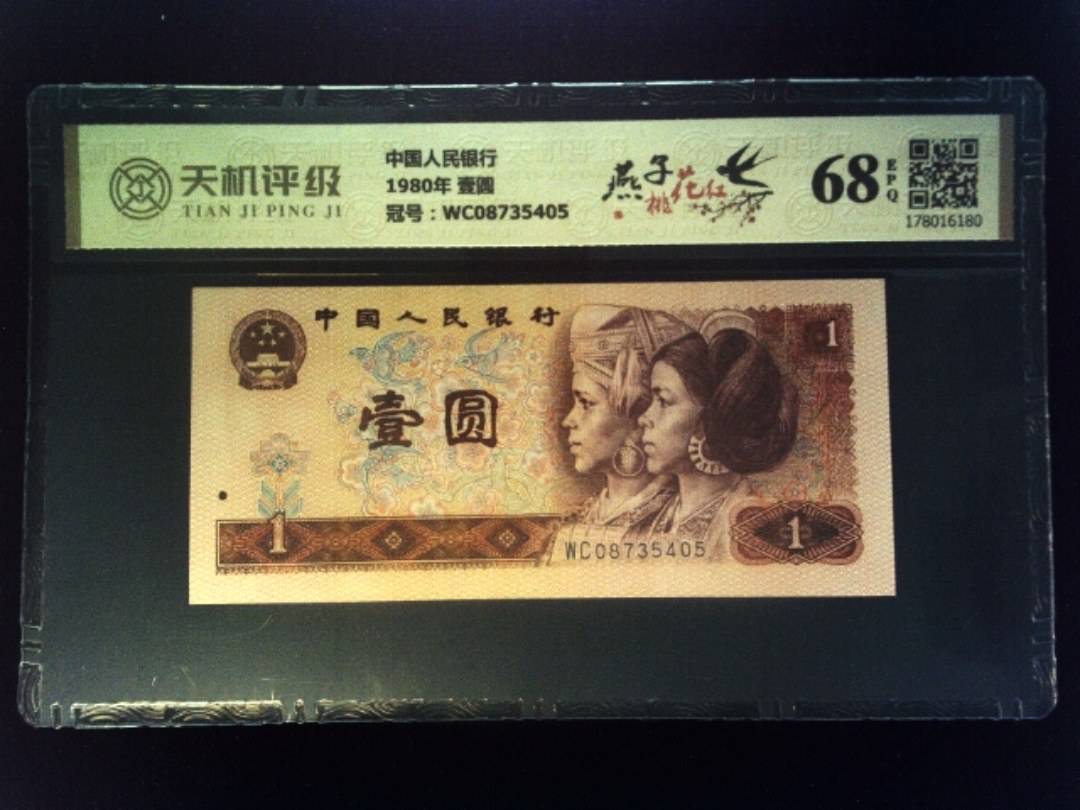 天机评级
TIAN JI PING JI
中国人民银行
1980年 壹圆
冠号：WC08735405
燕子
桃花红
68
EPQ
178016180
中国人民银行
1
壹圆
1
WC08735405
1